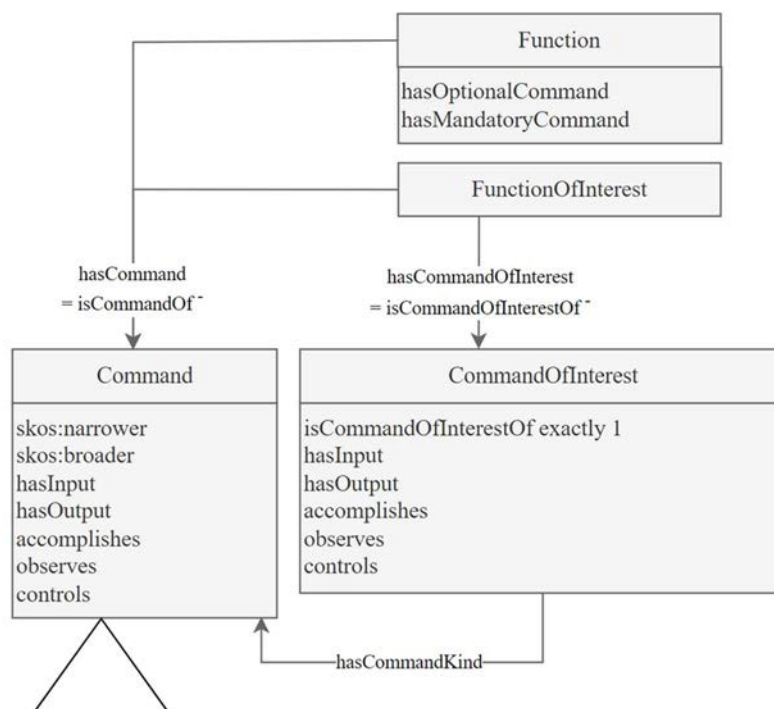 Function
hasOptionalCommand
hasMandatoryCommand
FunctionOfInterest
hasCommand
= isCommandOf -
hasCommandOfInterest
= isCommandOfInterestOf -
Command
skos:narrower
skos:broader
hasInput
hasOutput
accomplishes
observes
controls
CommandOfInterest
isCommandOfInterestOf exactly 1
hasInput
hasOutput
accomplishes
observes
controls
hasCommandKind